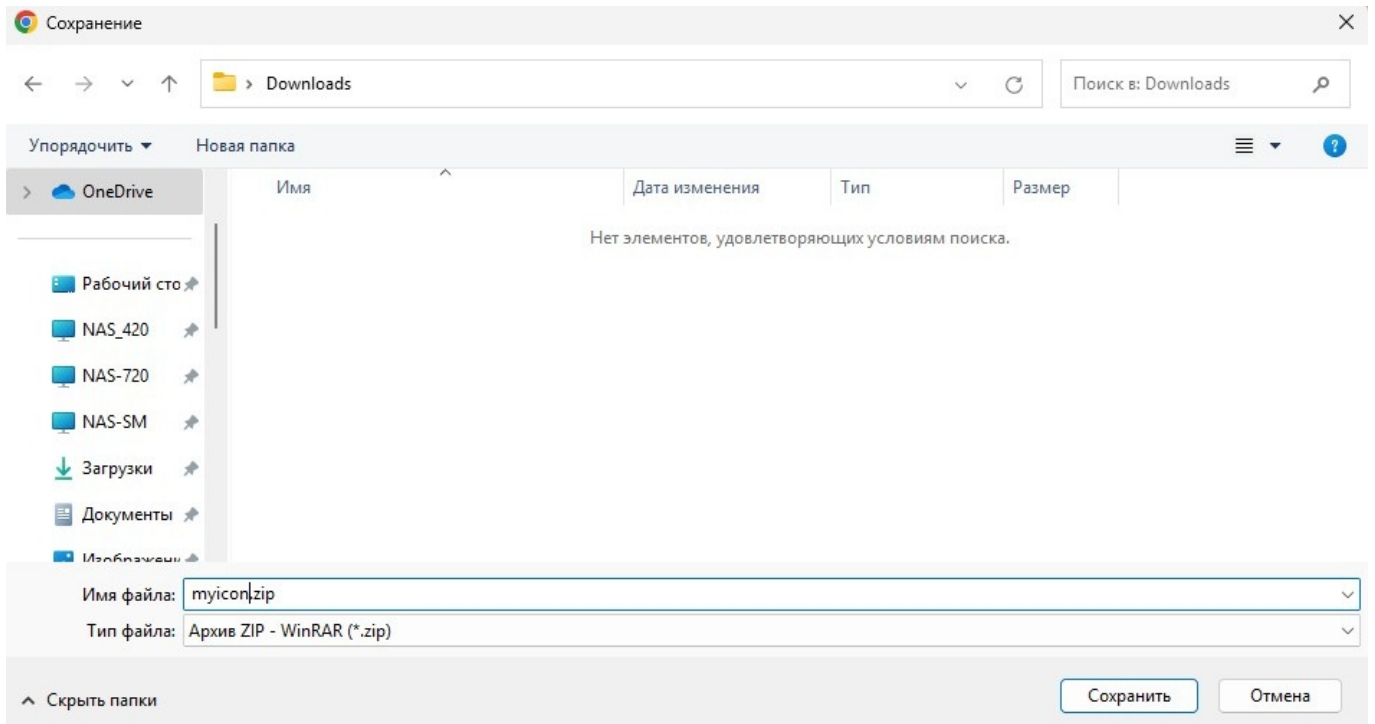 Сохранение
Downloads
Поиск в: Downloads
Упорядочить
Новая папка
OneDrive
Имя
Дата изменения
Тип
Размер
Нет элементов, удовлетворяющих условиям поиска.
Рабочий сто
NAS_420
NAS-720
NAS-SM
Загрузки
Документы
Имя файла: myicon.zip
Тип файла: Архив ZIP - WinRAR (*.zip)
Скрыть папки
Сохранить
Отмена